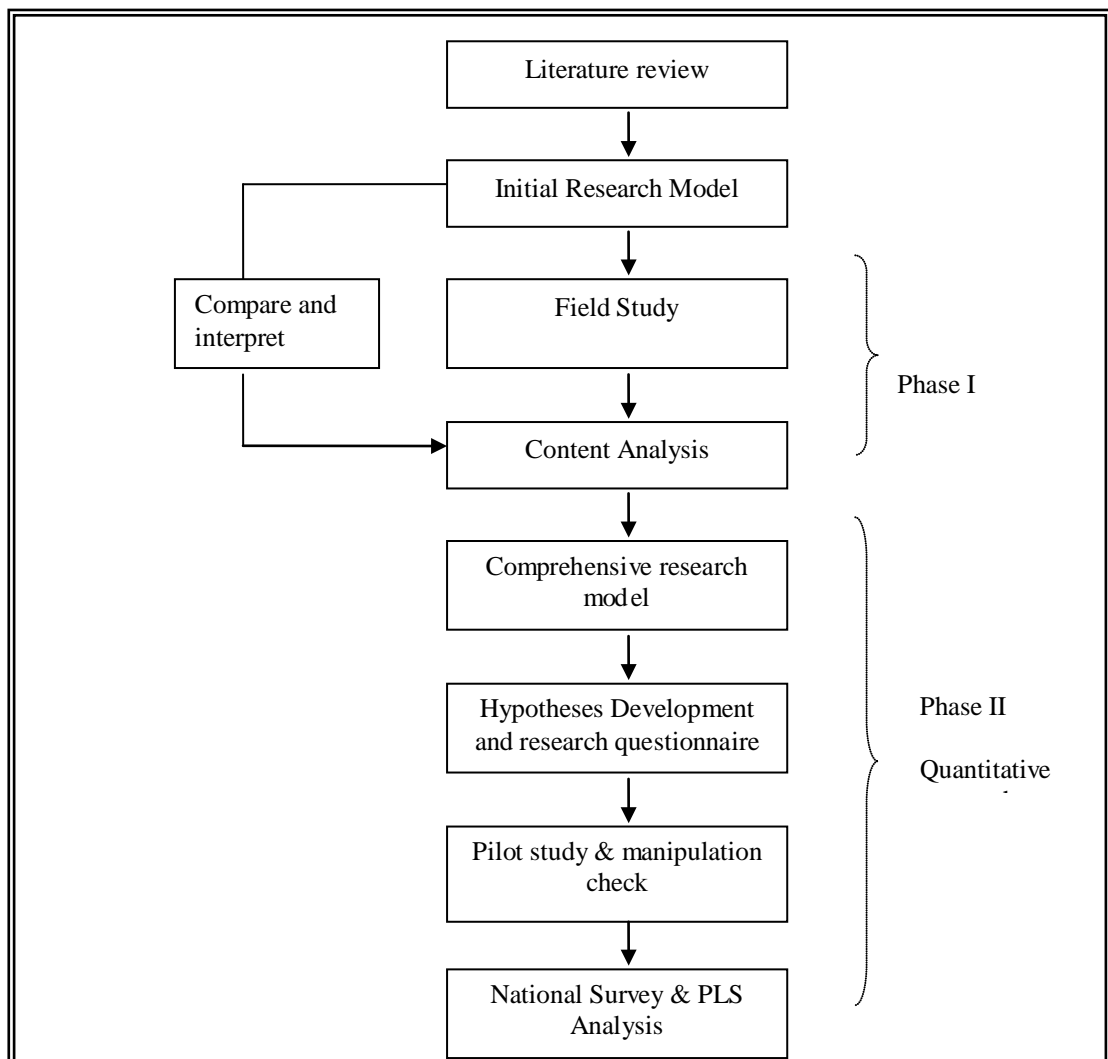 Literature review
Initial Research Model
Compare and
interpret
Field Study
Phase I
Content Analysis
Comprehensive research
model
Hypotheses Development
and research questionnaire
Phase II
Quantitative
Pilot study & manipulation
check
National Survey & PLS
Analysis